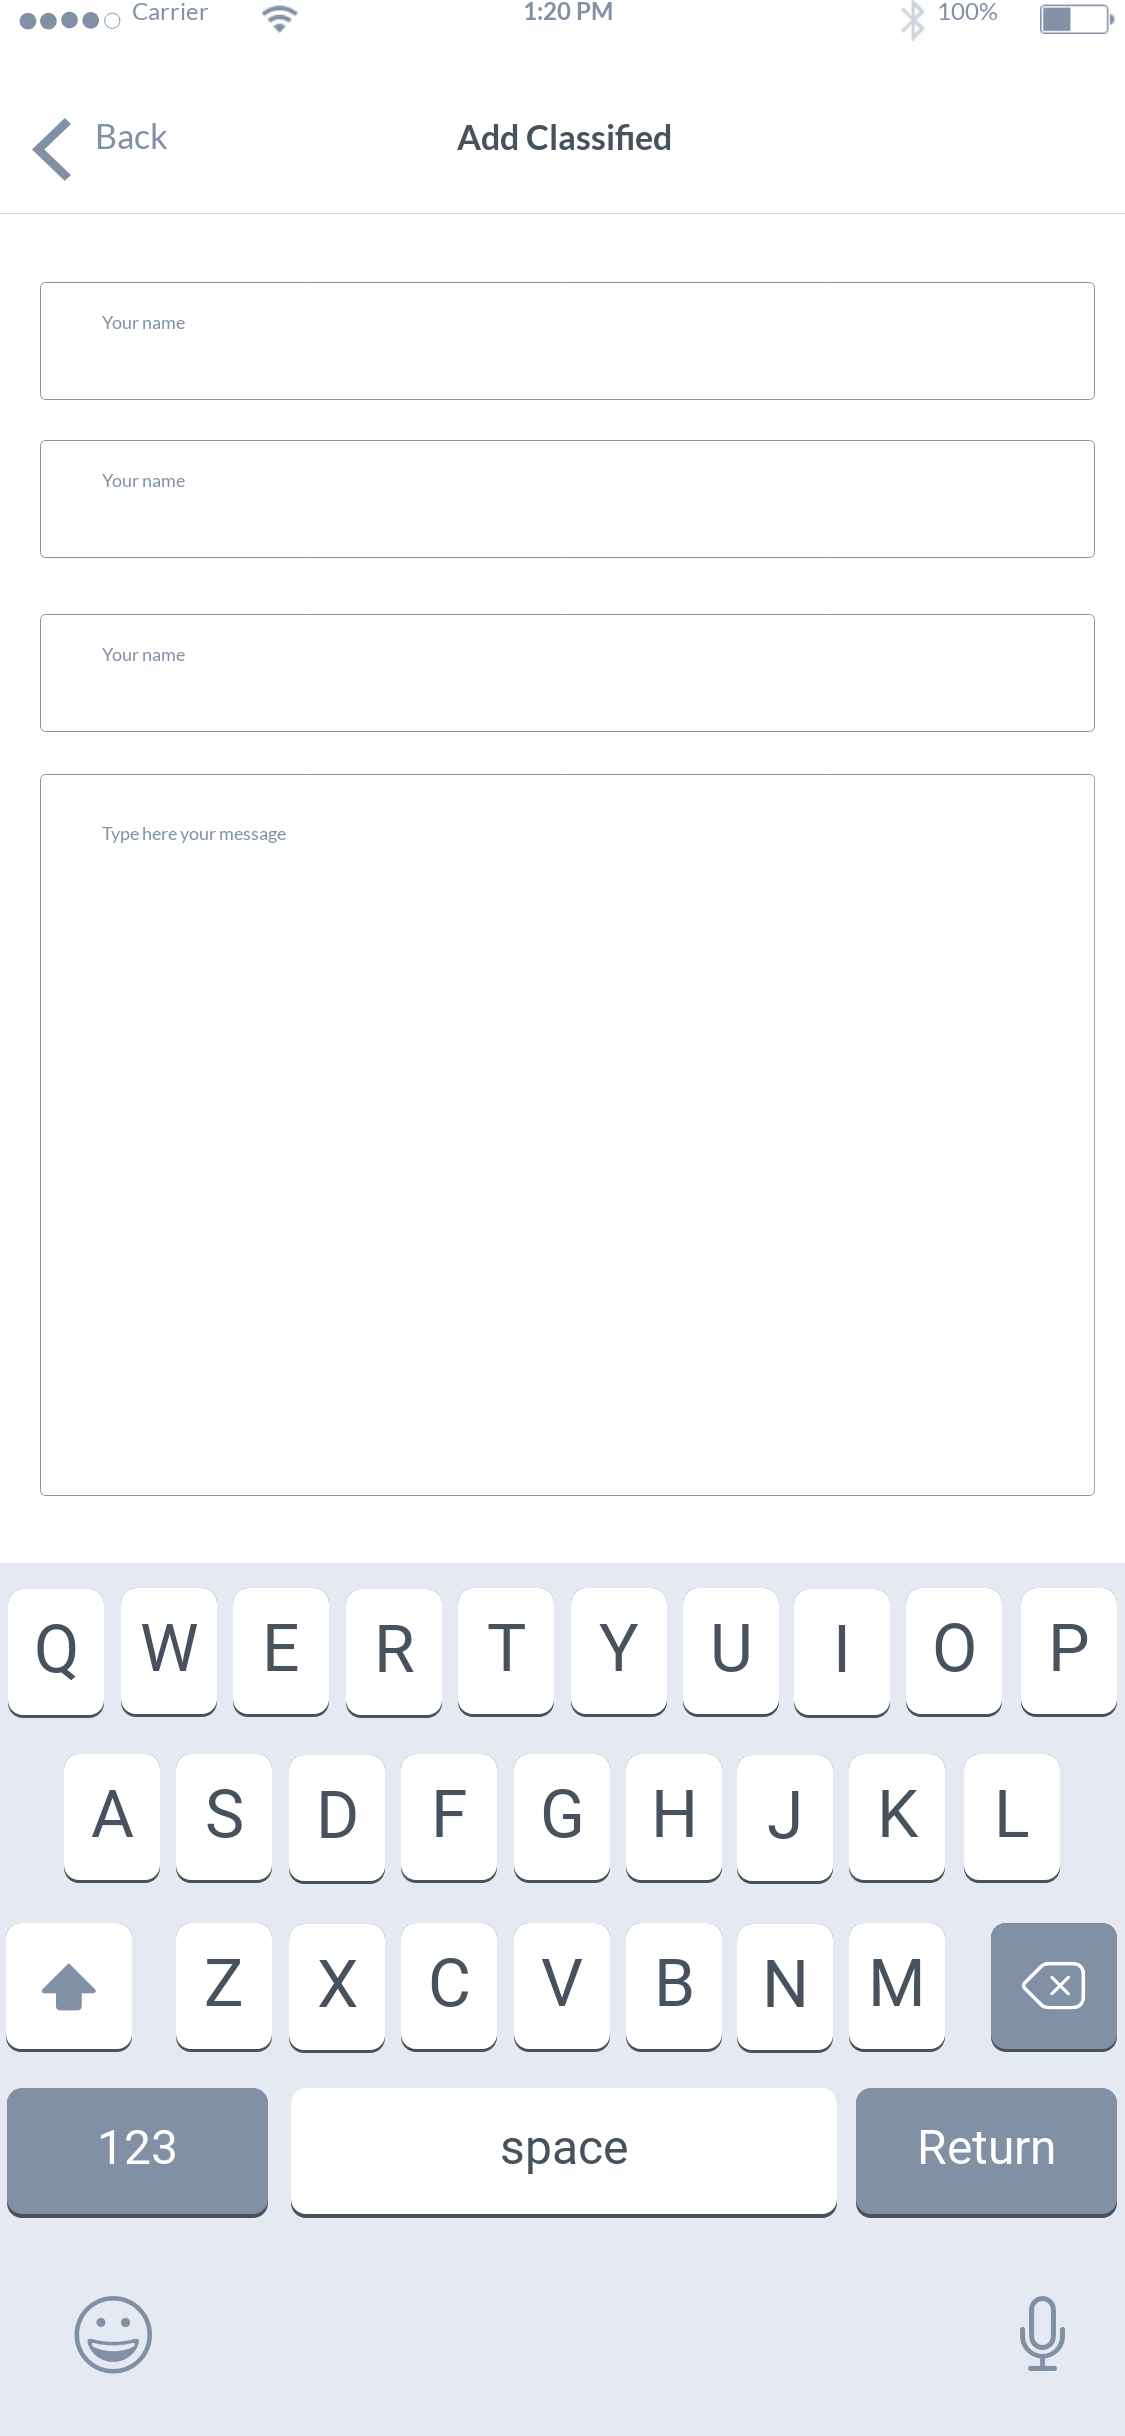 Carrier 1:20 PM 100%
Back Add Classified
Your name
Your name
Your name
Type here your message
Q W E R T Y U I O P
A S D F G H J K L
Z X C V B N M
123 space Return